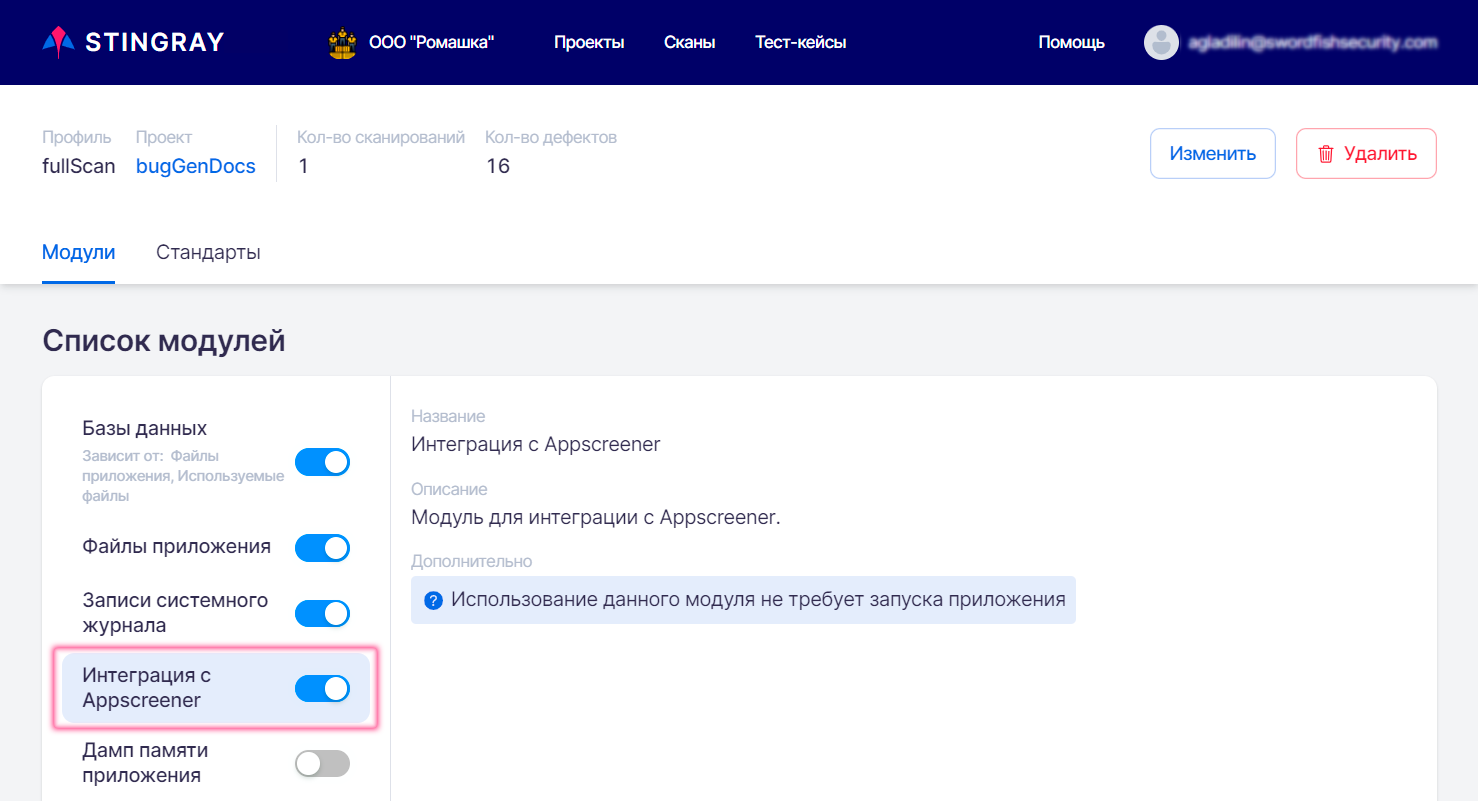 STINGRAY
ООО "Ромашка"
Проекты
Сканы
Тест-кейсы
Помощь
agladilin@swordfishsecurity.com
Профиль
Проект
Кол-во сканирований
Кол-во дефектов
fullScan
bugGenDocs
1
16
Изменить
Удалить
Модули
Стандарты
Список модулей
Базы данных
Зависит от: Файлы
приложения, Используемые
файлы
Файлы приложения
Записи системного
журнала
Интеграция с
Appscreener
Дамп памяти
приложения
Название
Интеграция с Appscreener
Описание
Модуль для интеграции с Appscreener.
Дополнительно
? Использование данного модуля не требует запуска приложения